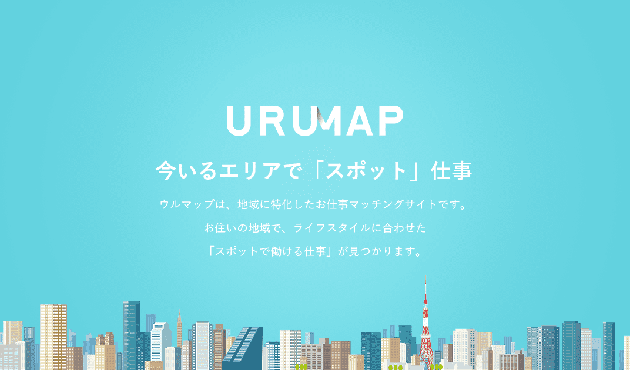 URUMAP
今いるエリアで「スポット」仕事
ウルマップは、地域に特化したお仕事マッチングサイトです。
お住いの地域で、ライフスタイルに合わせた
「スポットで働ける仕事」が見つかります。